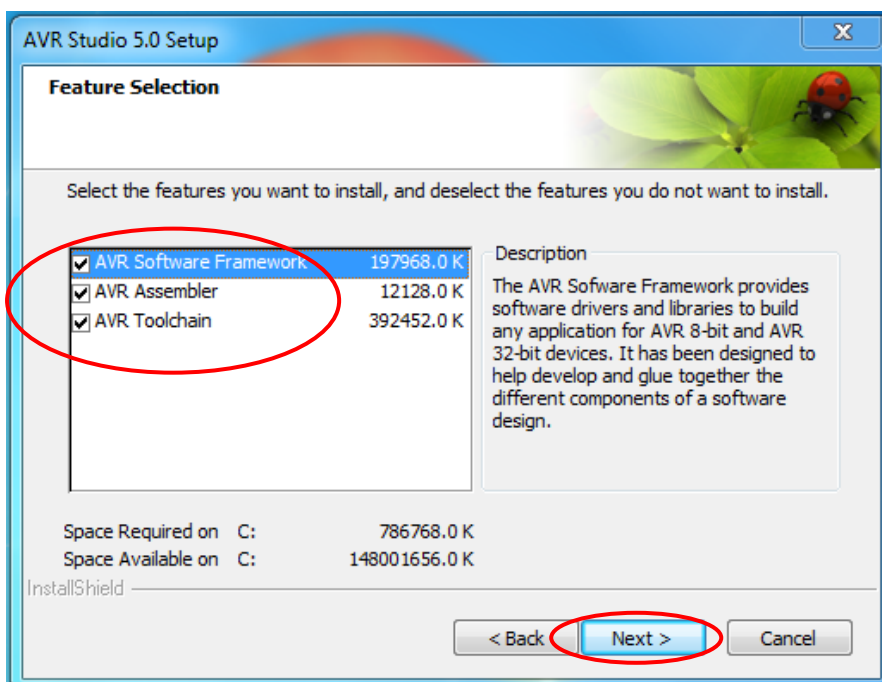 AVR Studio 5.0 Setup
x
Feature Selection
Select the features you want to install, and deselect the features you do not want to install.
AVR Software Framework 197968.0 K
AVR Assembler 12128.0 K
AVR Toolchain 392452.0 K
Description
The AVR Sofware Framework provides
software drivers and libraries to build
any application for AVR 8-bit and AVR
32-bit devices. It has been designed to
help develop and glue together the
different components of a software
design.
Space Required on C: 786768.0 K
Space Available on C: 148001656.0 K
InstallShield
< Back Next > Cancel